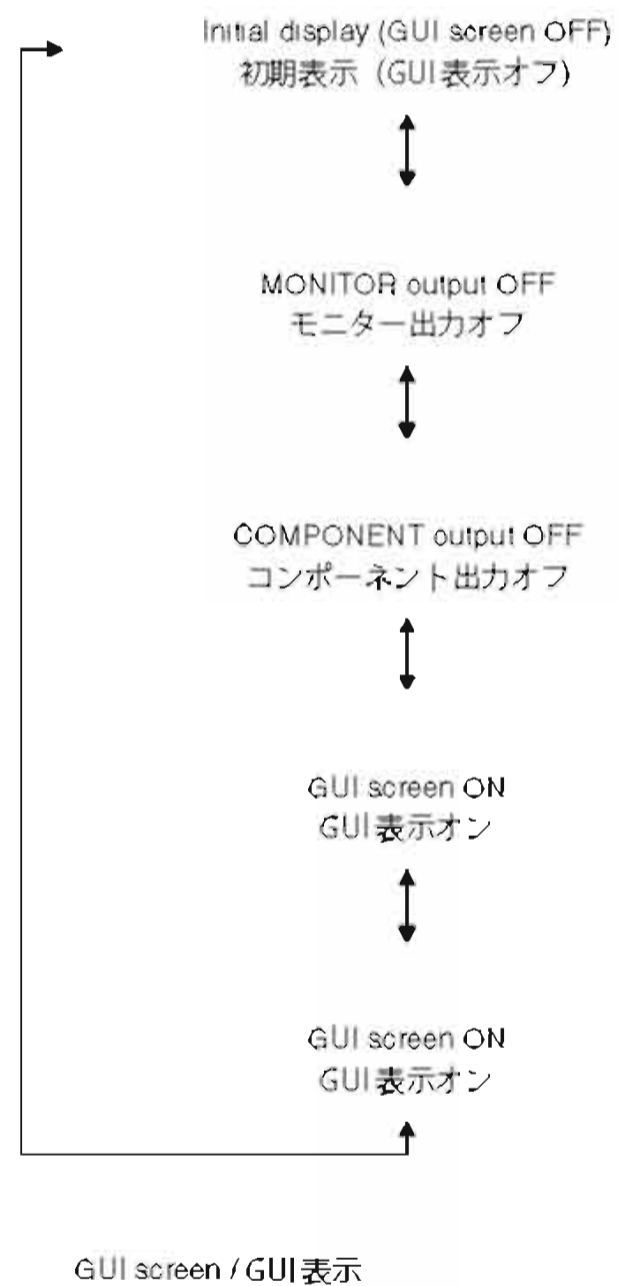 Initial display (GUI screen OFF)
初期表示（GUI表示オフ）
MONITOR output OFF
モニター出力オフ
COMPONENT output OFF
コンポーネント出力オフ
GUI screen ON
GUI表示オン
GUI screen ON
GUI表示オン
GUI screen / GUI表示